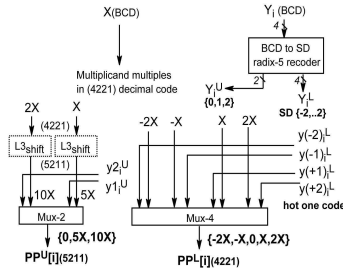 X(BCD)
Y_i (BCD)
4
BCD to SD
radix-5 recoder
Multiplicand multiples
in (4221) decimal code
2
4
Y_i^U
{0,1,2}
Y_i^L
SD {-2,..2}
2X
X
(4221)
L3shift
L3shift
(5211)
-2X
-X
X
2X
y(-2)_i^L
y(-1)_i^L
y(+1)_i^L
y(+2)_i^L
hot one code
y2_i^U
y1_i^U
10X
5X
Mux-2
Mux-4
{0,5X,10X}
{-2X,-X,0,X,2X}
PP^U[i](5211)
PP^L[i](4221)